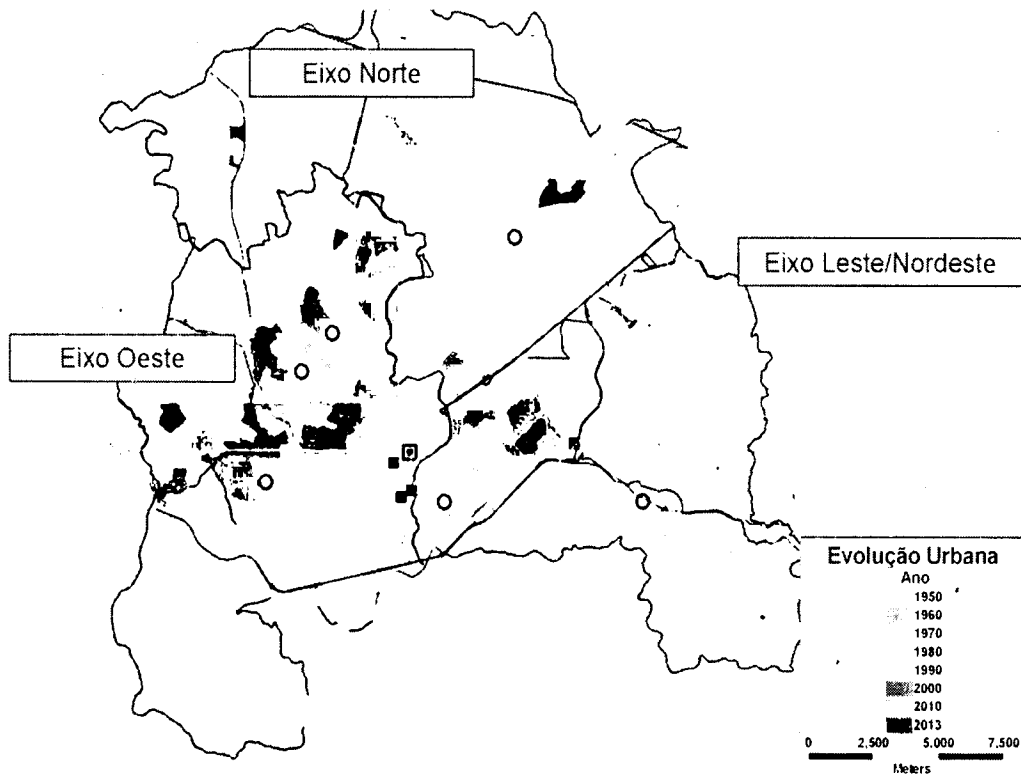 Eixo Norte
Eixo Leste/Nordeste
Eixo Oeste
Evolução Urbana
Ano
1950
1960
1970
1980
1990
2000
2010
2013
0 2,500 5.000 7,500
Meters